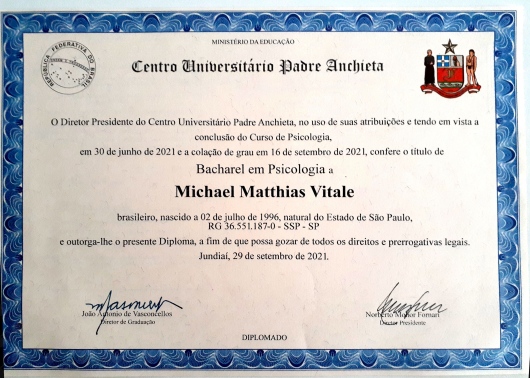 MINISTÉRIO DA EDUCAÇÃO
Centro Universitário Padre Anchieta
REPÚBLICA FEDERATIVA DO BRASIL
O Diretor Presidente do Centro Universitário Padre Anchieta, no uso de suas atribuições e tendo em vista a
conclusão do Curso de Psicologia,
em 30 de junho de 2021 e a colação de grau em 16 de setembro de 2021, confere o título de
Bacharel em Psicologia a
Michael Matthias Vitale
brasileiro, nascido a 02 de julho de 1996, natural do Estado de São Paulo,
RG 36.551.187-0 - SSP - SP
e outorga-lhe o presente Diploma, a fim de que possa gozar de todos os direitos e prerrogativas legais.
Jundiaí, 29 de setembro de 2021.
João Antonio de Vasconcellos
Diretor de Graduação
Norberto Mohor Fornari
Diretor Presidente
DIPLOMADO